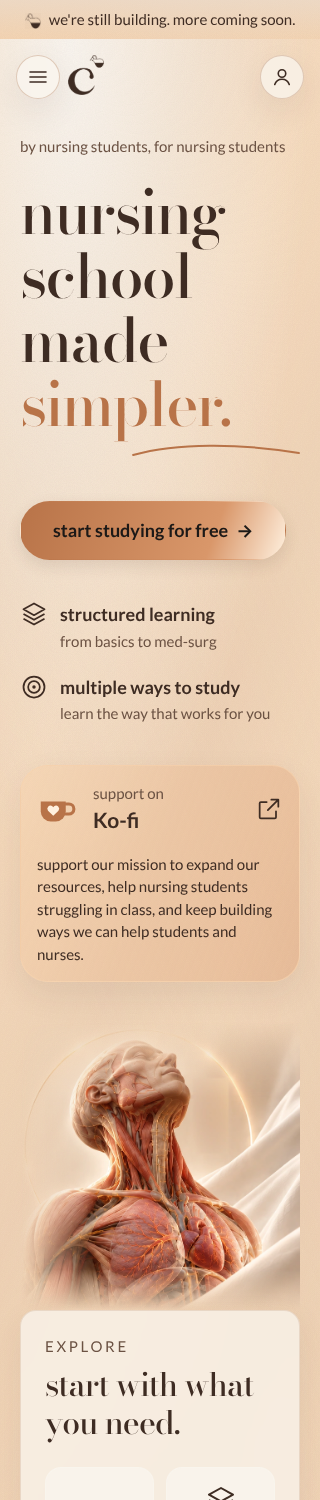 we're still building. more coming soon.
c
by nursing students, for nursing students
nursing
school
made
simpler.
start studying for free →
structured learning
from basics to med-surg
multiple ways to study
learn the way that works for you
support on
Ko-fi
support our mission to expand our
resources, help nursing students
struggling in class, and keep building
ways we can help students and
nurses.
EXPLORE
start with what
you need.